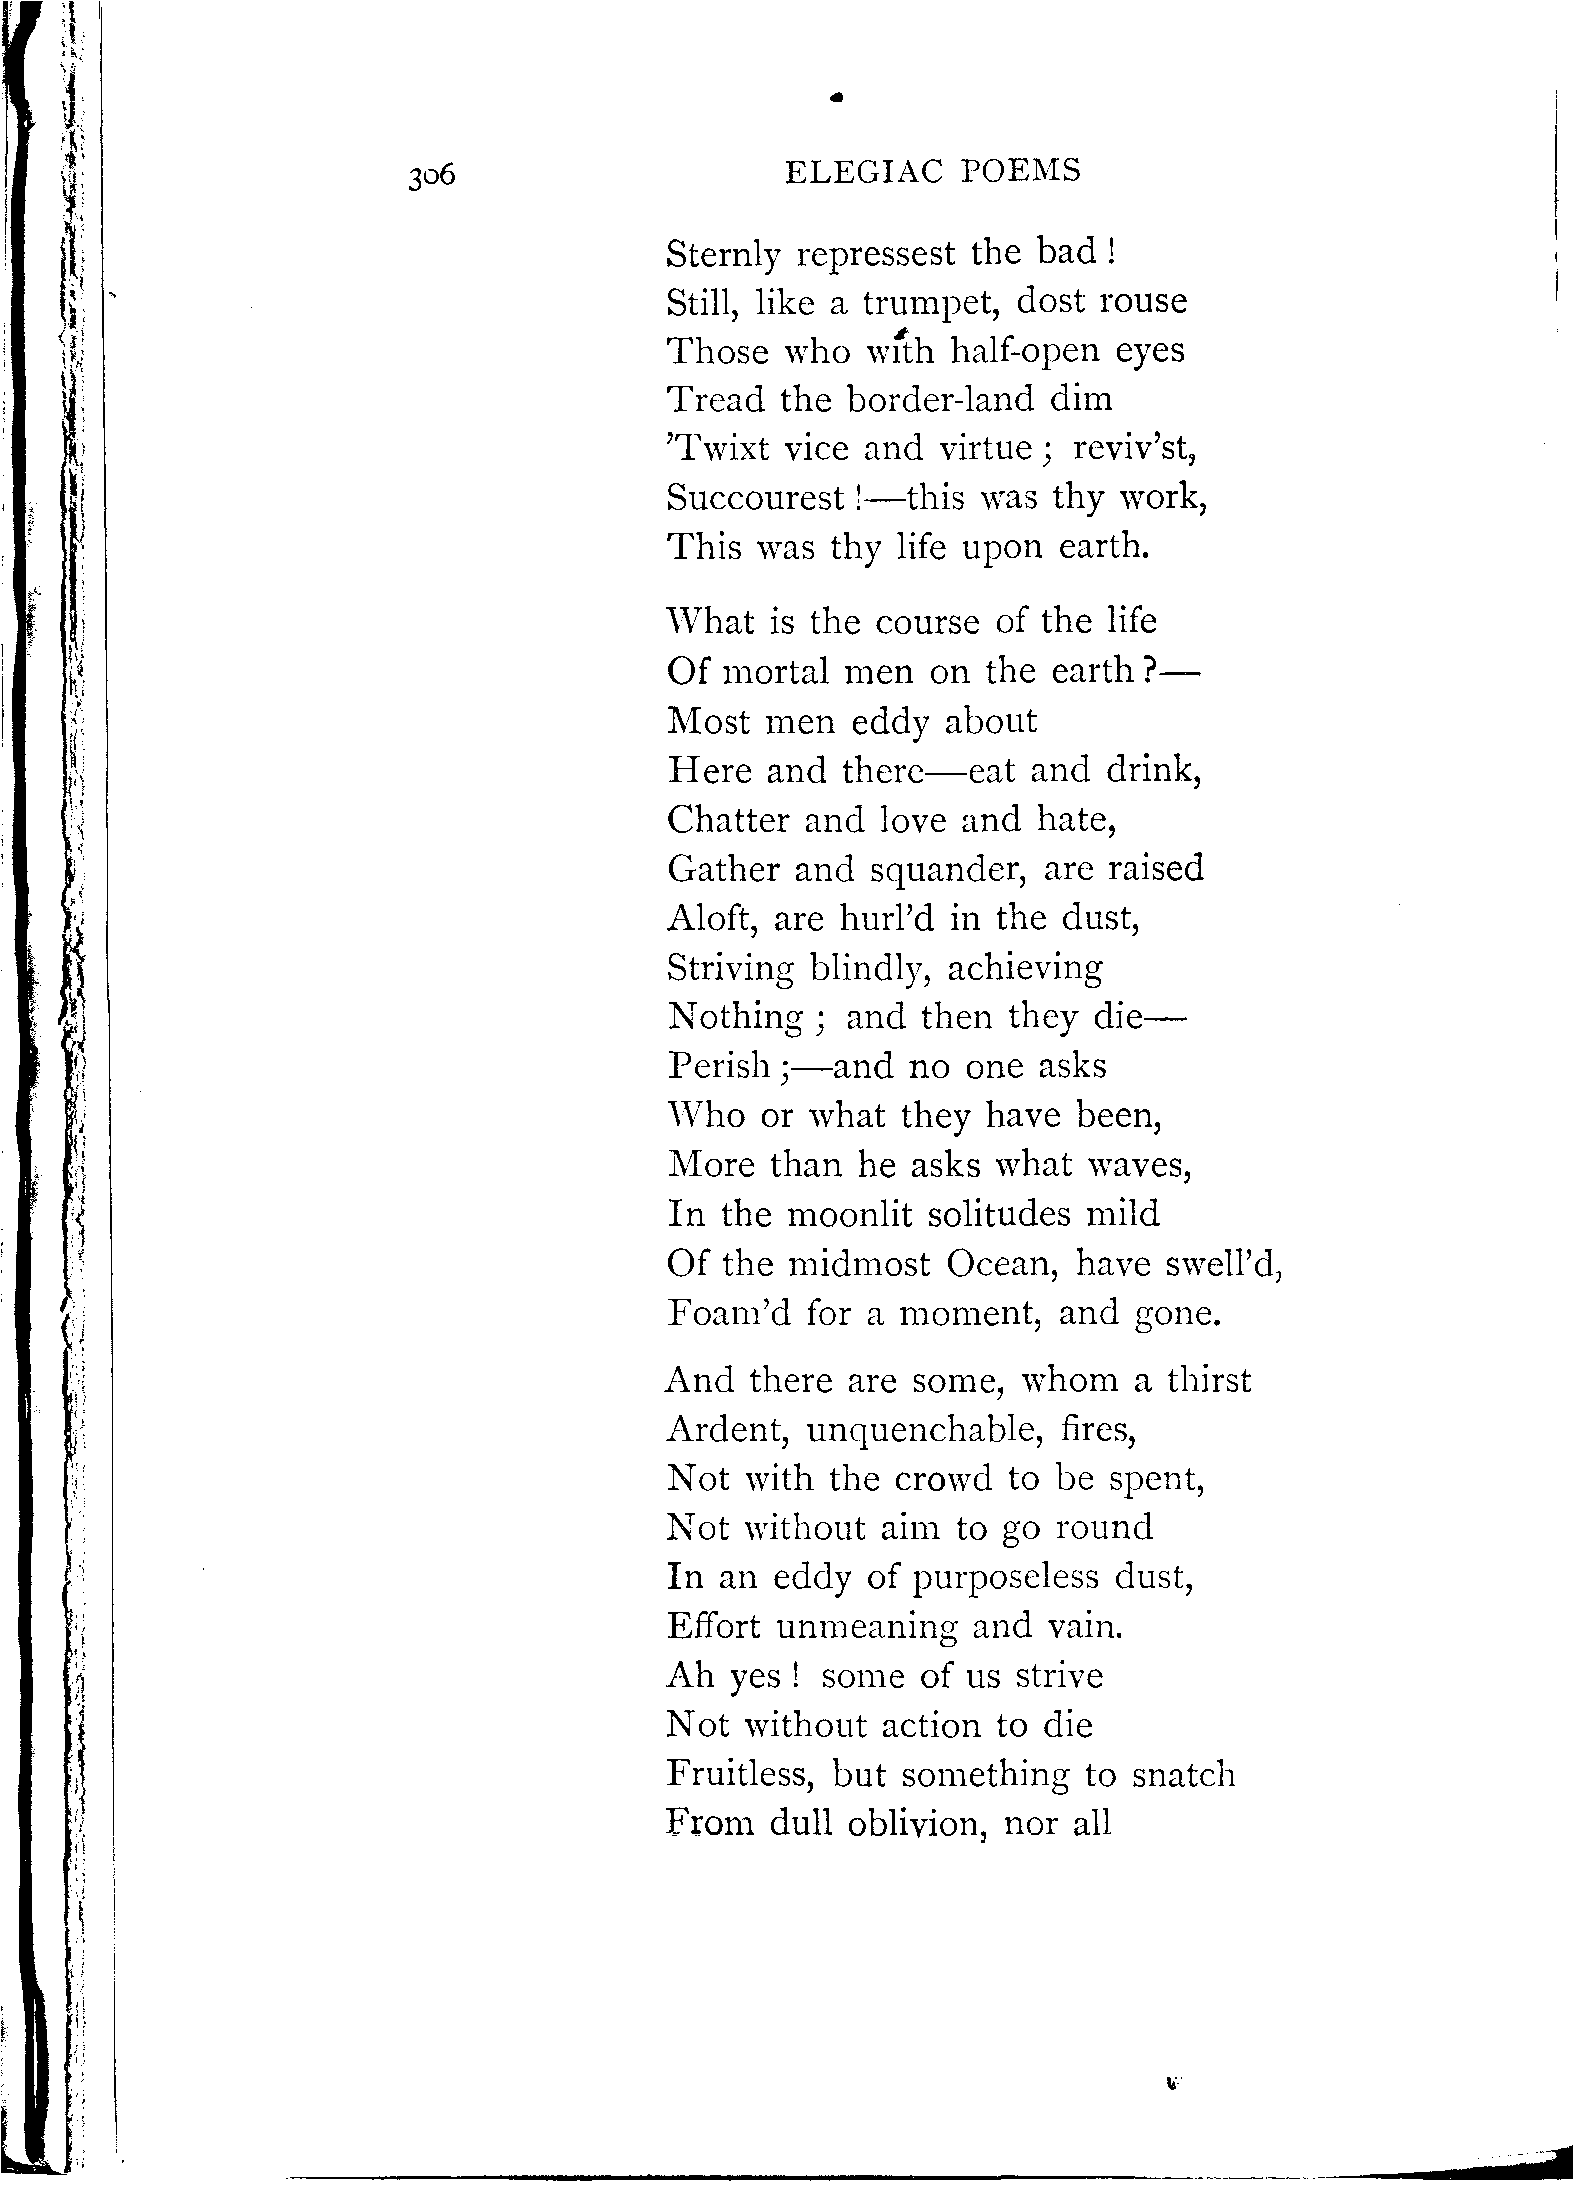 306 ELEGIAC POEMS
Sternly repressest the bad !
Still, like a trumpet, dost rouse
Those who with half-open eyes
Tread the border-land dim
’Twixt vice and virtue ; reviv’st,
Succourest !—this was thy work,
This was thy life upon earth.
What is the course of the life
Of mortal men on the earth ?—
Most men eddy about
Here and there—eat and drink,
Chatter and love and hate,
Gather and squander, are raised
Aloft, are hurl’d in the dust,
Striving blindly, achieving
Nothing ; and then they die—
Perish ;—and no one asks
Who or what they have been,
More than he asks what waves,
In the moonlit solitudes mild
Of the midmost Ocean, have swell’d,
Foam’d for a moment, and gone.
And there are some, whom a thirst
Ardent, unquenchable, fires,
Not with the crowd to be spent,
Not without aim to go round
In an eddy of purposeless dust,
Effort unmeaning and vain.
Ah yes ! some of us strive
Not without action to die
Fruitless, but something to snatch
From dull oblivion, nor all